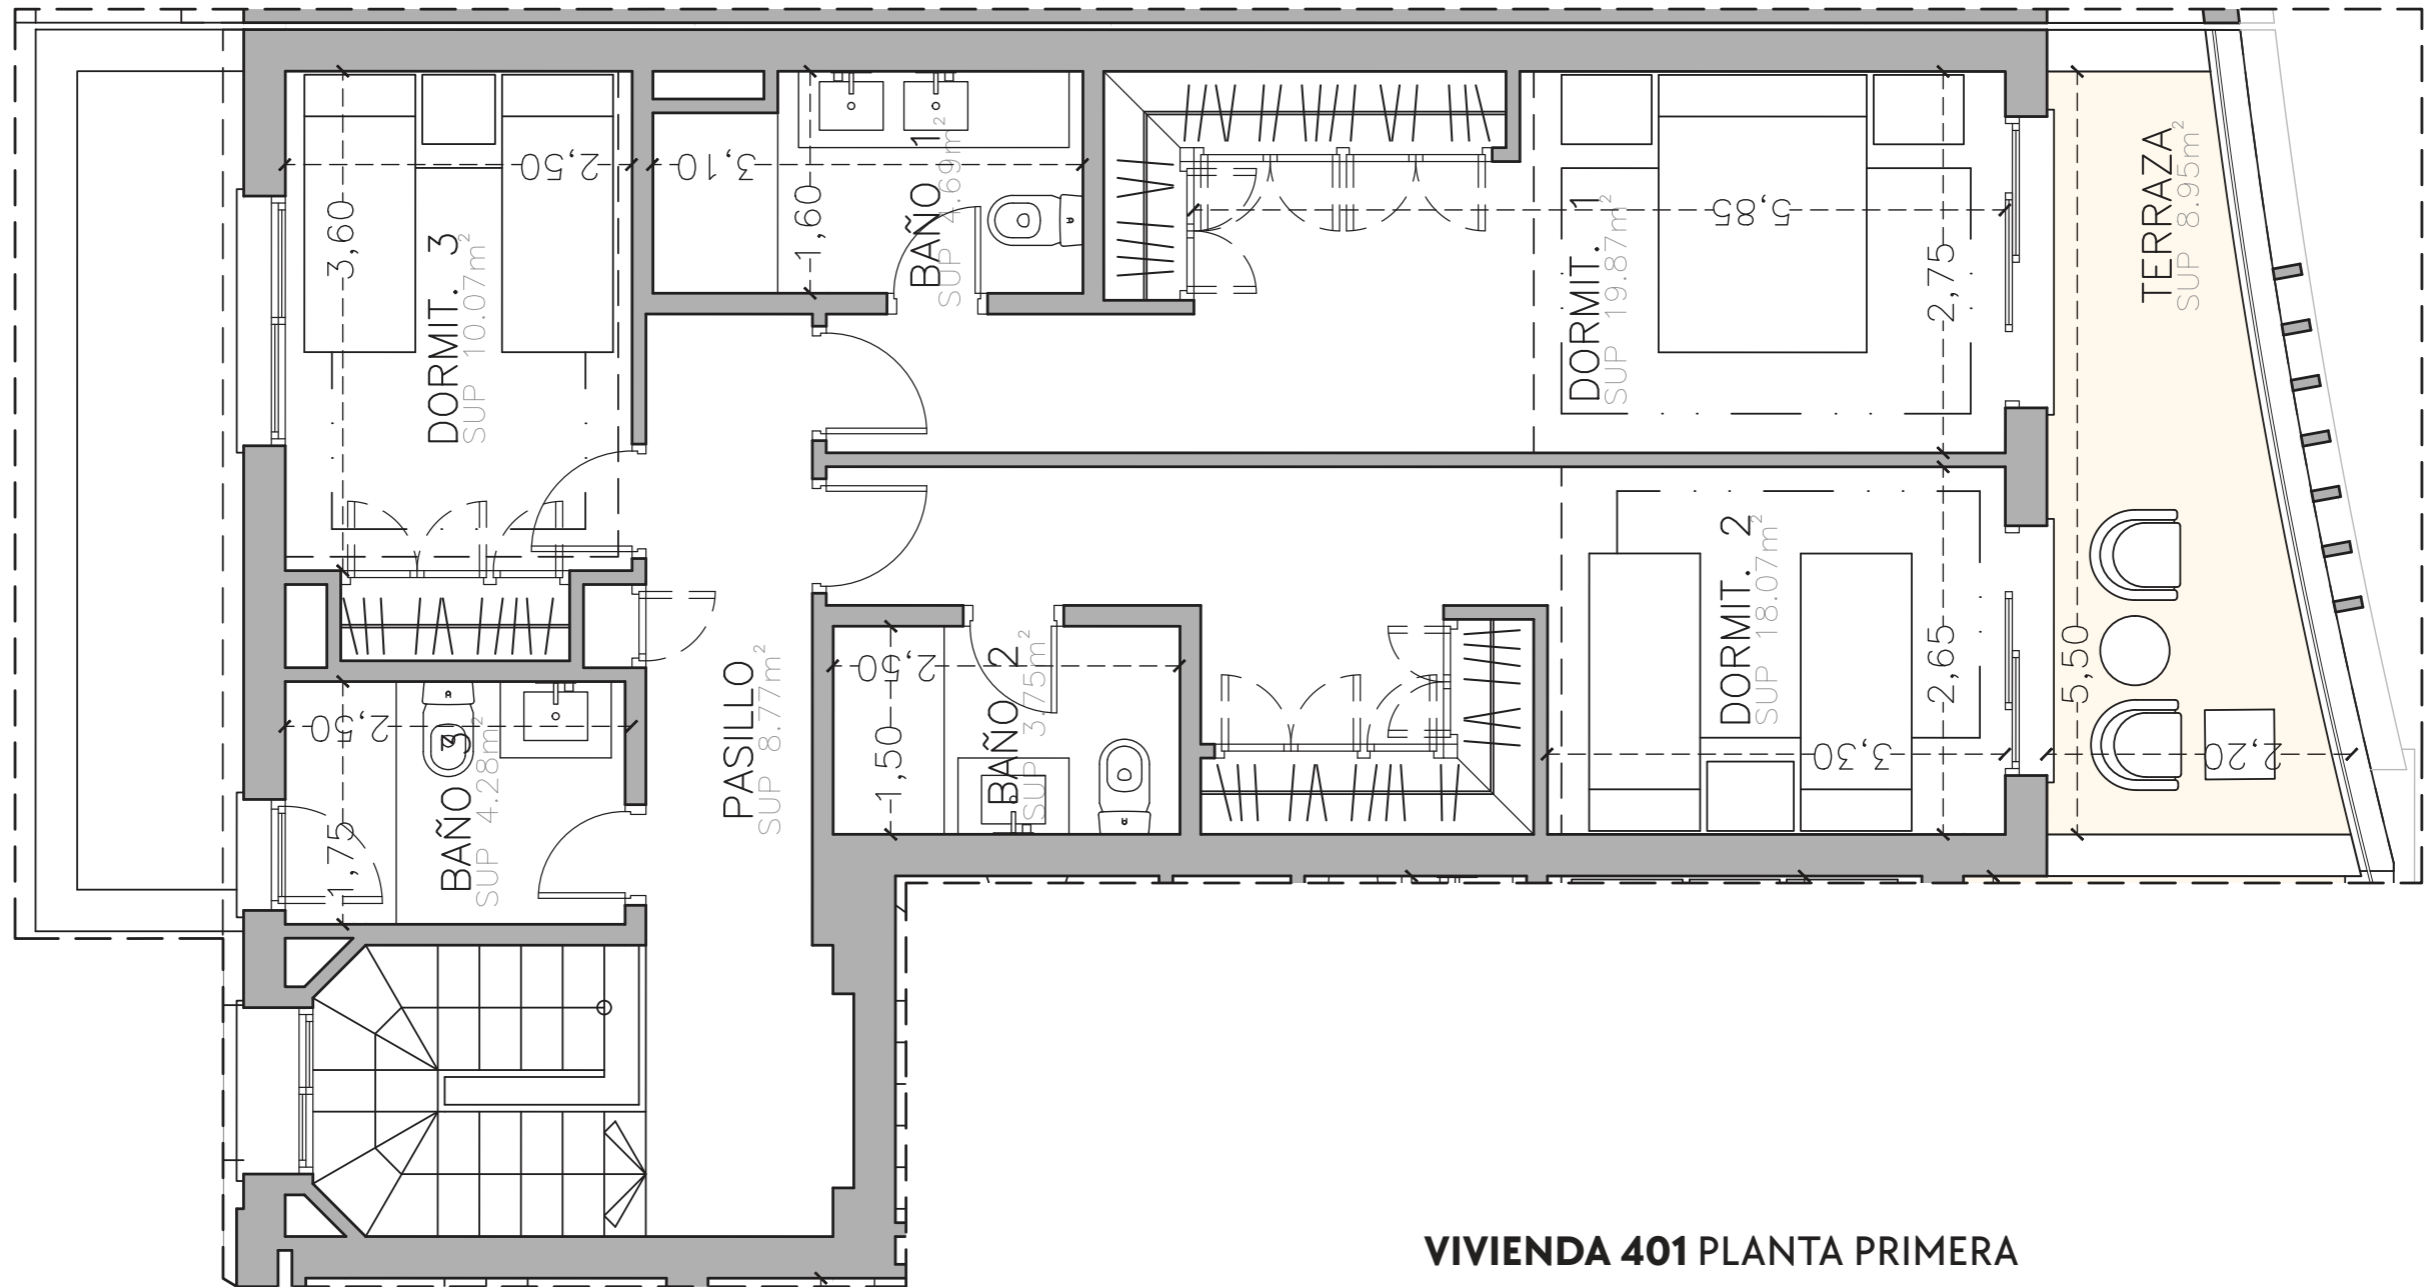 DORMIT. 3
SUP 10.07m²
2,50
3,60
BAÑO 1
SUP 4.69m²
3,10
1,60
DORMIT. 1
SUP 19.87m²
5,85
2,75
TERRAZA
SUP 8.95m²
5,50
2,20
DORMIT. 2
SUP 18.07m²
2,65
3,30
BAÑO 2
SUP 3.75m²
2,50
1,50
PASILLO
SUP 8.77m²
BAÑO 3
SUP 4.28m²
2,50
1,75
VIVIENDA 401 PLANTA PRIMERA